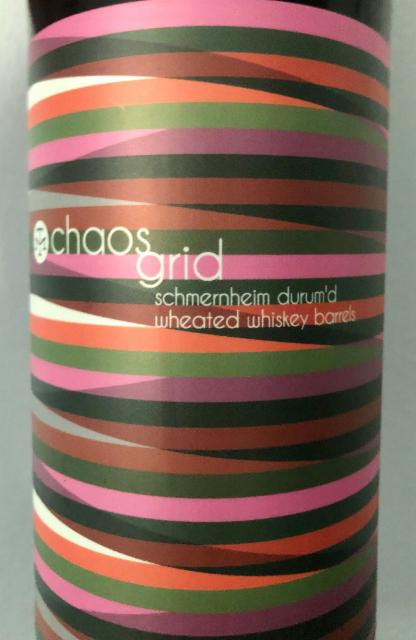 chaos
grid
schmernheim durum'd
wheated whiskey barrels